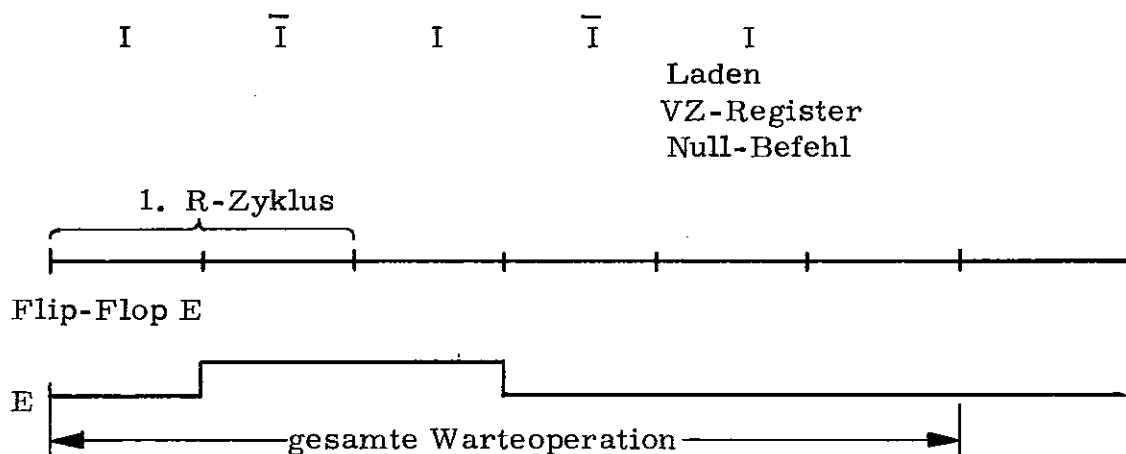 I Ī I Ī I
Laden
VZ-Register
Null-Befehl
1. R-Zyklus
Flip-Flop E
E
gesamte Warteoperation